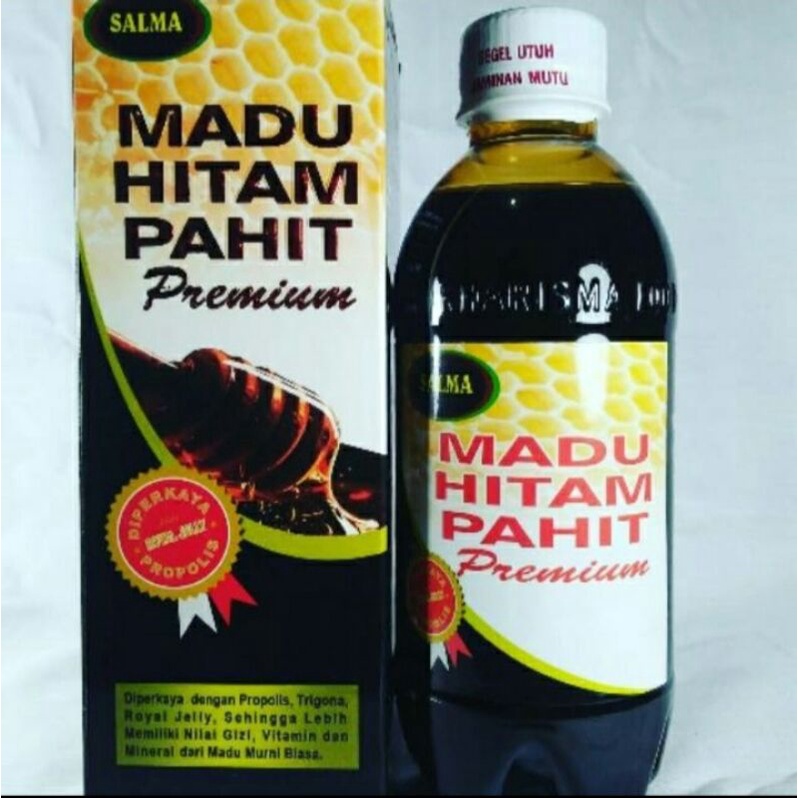 SALMA
MADU
HITAM
PAHIT
Premium
DIPERKAYA
PROPOLIS
Diperkaya dengan Propolis, Trigona,
Royal Jelly, Sehingga Lebih
Memiliki Nilai Gizi, Vitamin dan
Mineral dari Madu Murni Biasa.
SEGEL UTUH
JAMINAN MUTU
KHARISMA
SALMA
MADU
HITAM
PAHIT
Premium